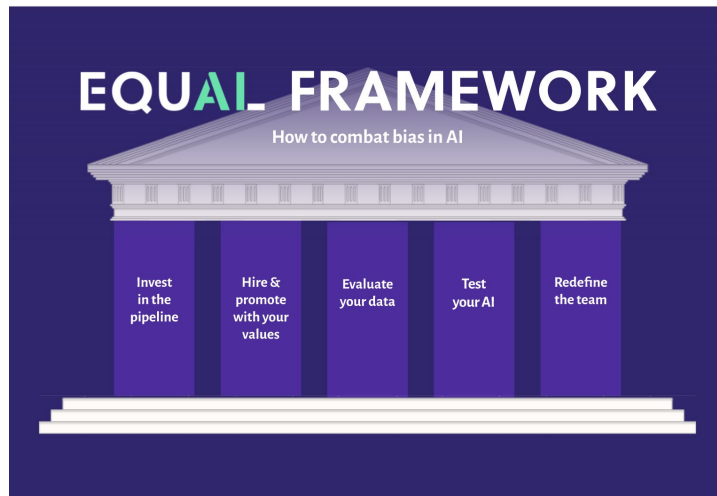 EQUAL FRAMEWORK
How to combat bias in AI
Invest
in the
pipeline
Hire &
promote
with your
values
Evaluate
your data
Test
your AI
Redefine
the team